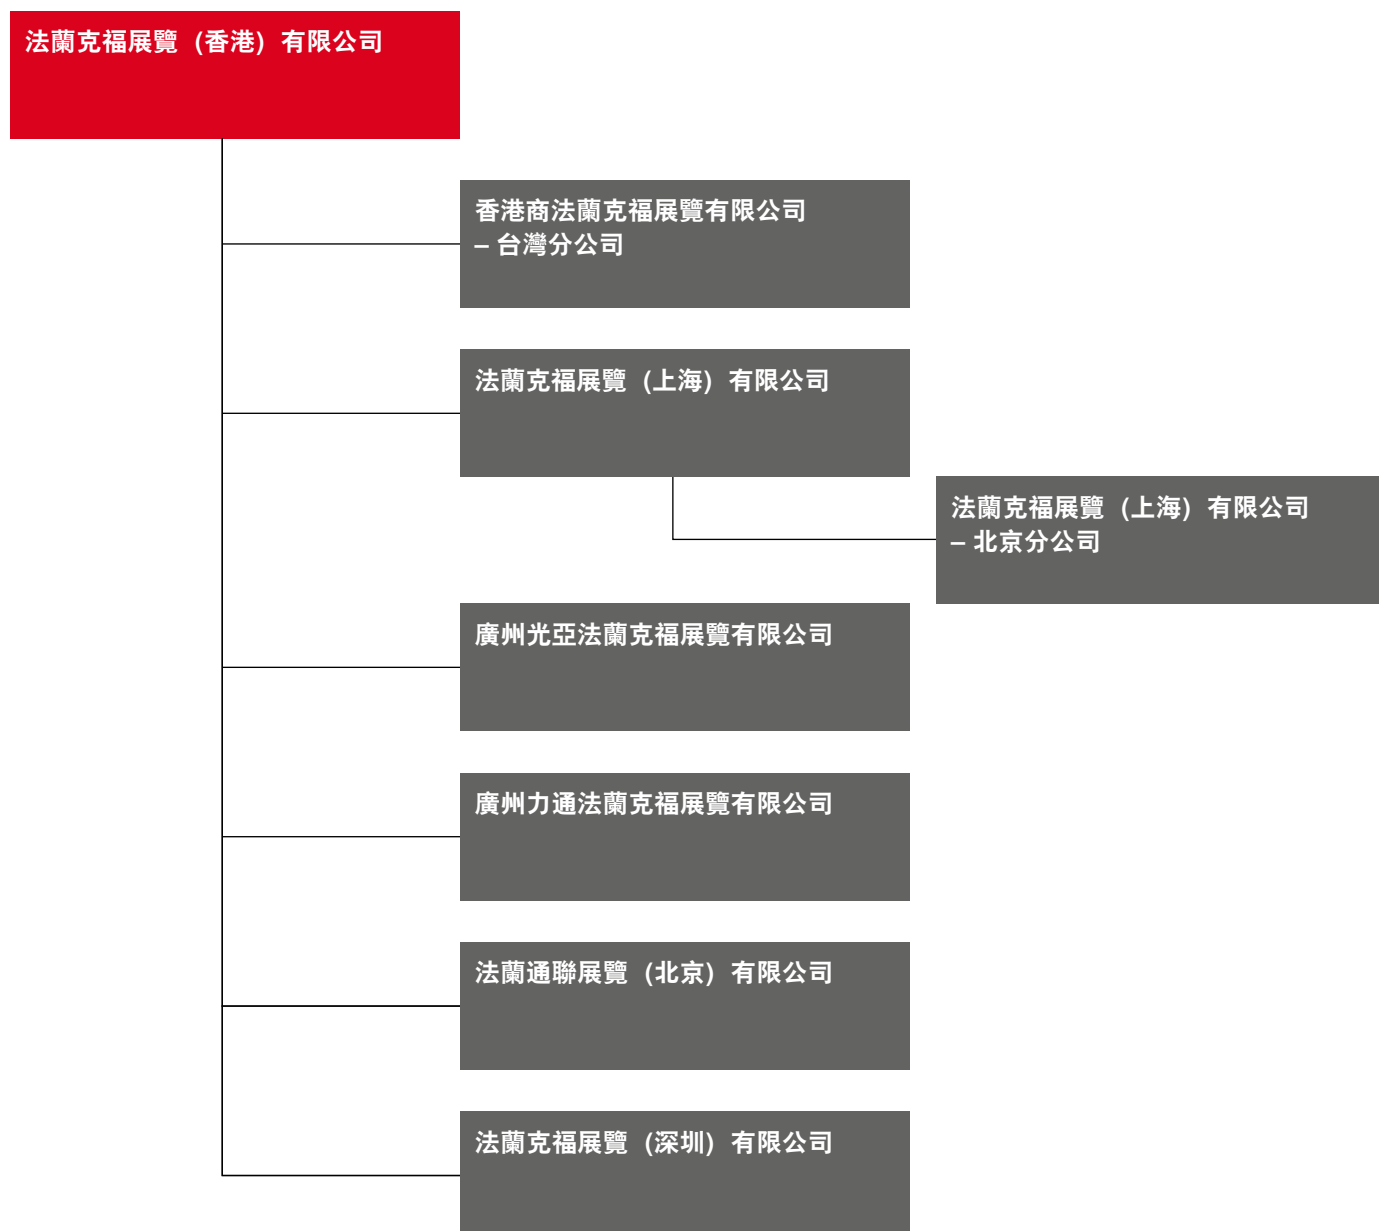 法蘭克福展覽（香港）有限公司
香港商法蘭克福展覽有限公司
– 台灣分公司
法蘭克福展覽（上海）有限公司
法蘭克福展覽（上海）有限公司
– 北京分公司
廣州光亞法蘭克福展覽有限公司
廣州力通法蘭克福展覽有限公司
法蘭通聯展覽（北京）有限公司
法蘭克福展覽（深圳）有限公司